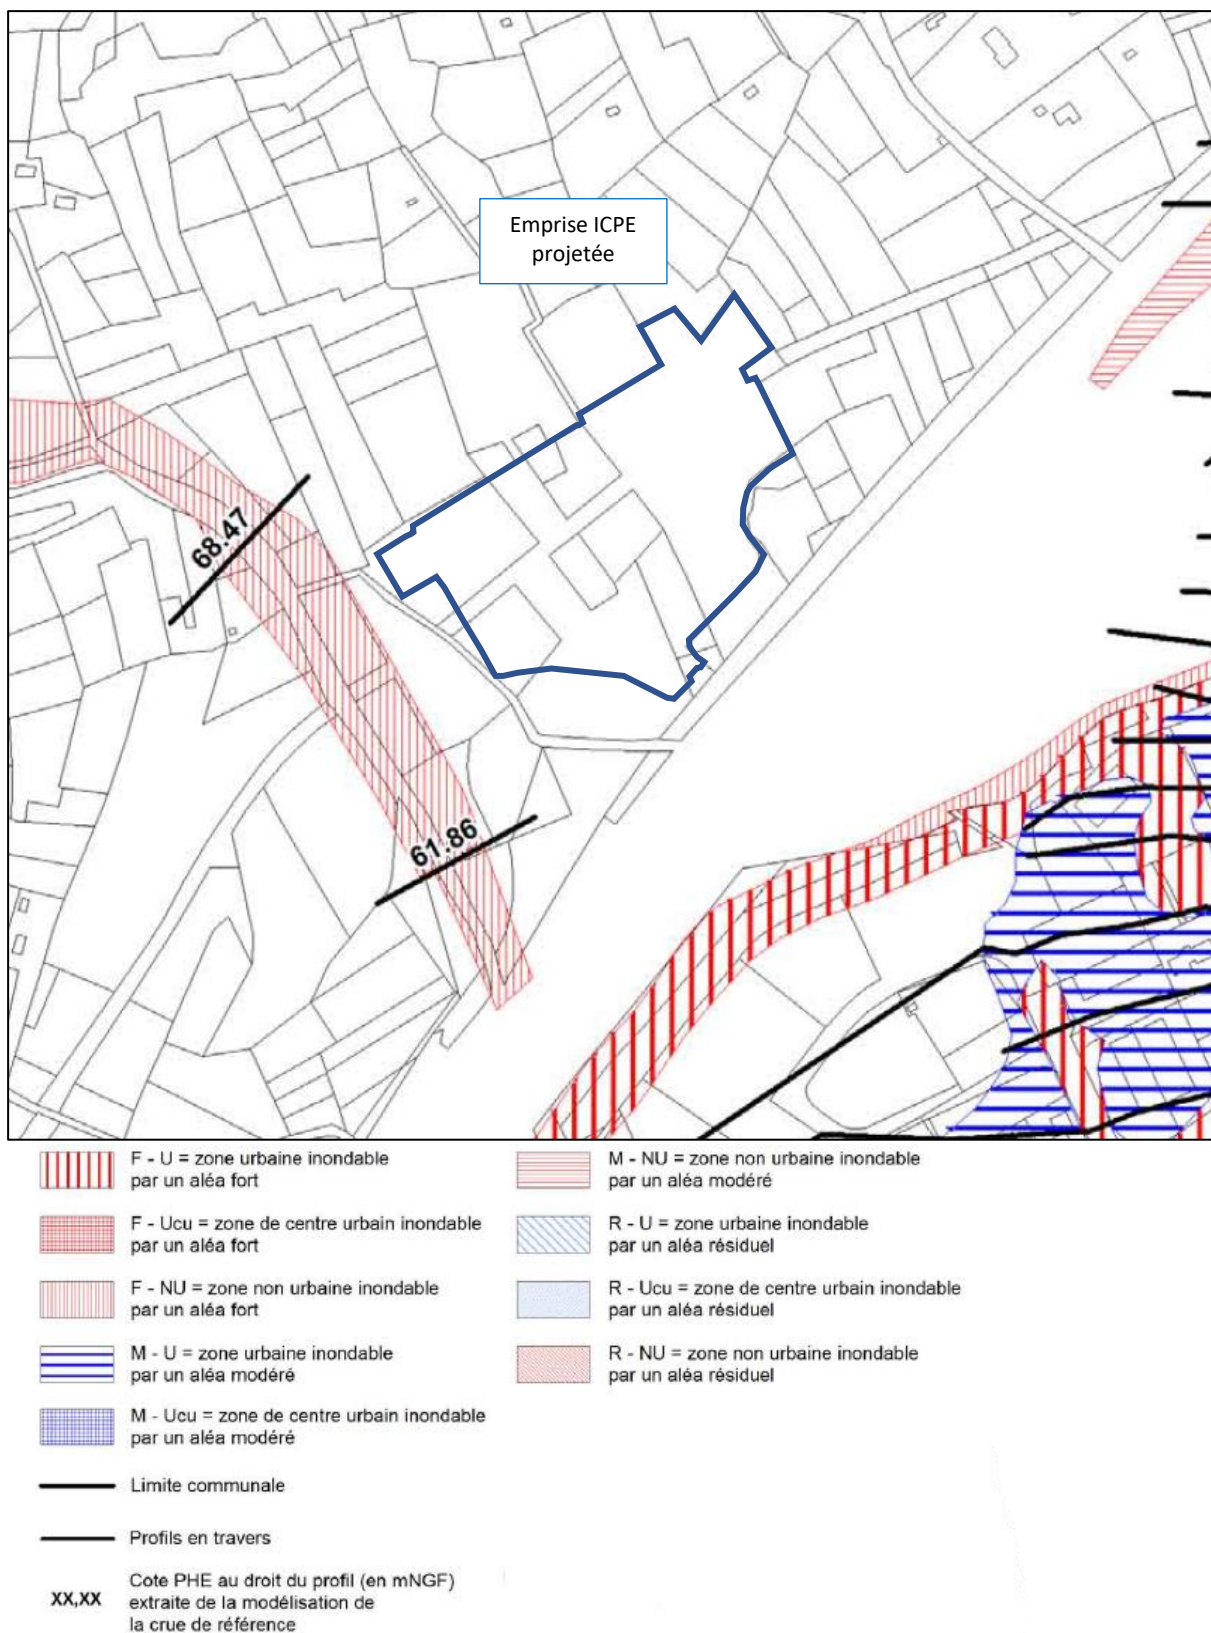 Emprise ICPE
projetée
68.47
61.86
F - U = zone urbaine inondable
par un aléa fort
F - Ucu = zone de centre urbain inondable
par un aléa fort
F - NU = zone non urbaine inondable
par un aléa fort
M - U = zone urbaine inondable
par un aléa modéré
M - Ucu = zone de centre urbain inondable
par un aléa modéré
Limite communale
Profils en travers
XX,XX
Cote PHE au droit du profil (en mNGF)
extraite de la modélisation de
la crue de référence
M - NU = zone non urbaine inondable
par un aléa modéré
R - U = zone urbaine inondable
par un aléa résiduel
R - Ucu = zone de centre urbain inondable
par un aléa résiduel
R - NU = zone non urbaine inondable
par un aléa résiduel